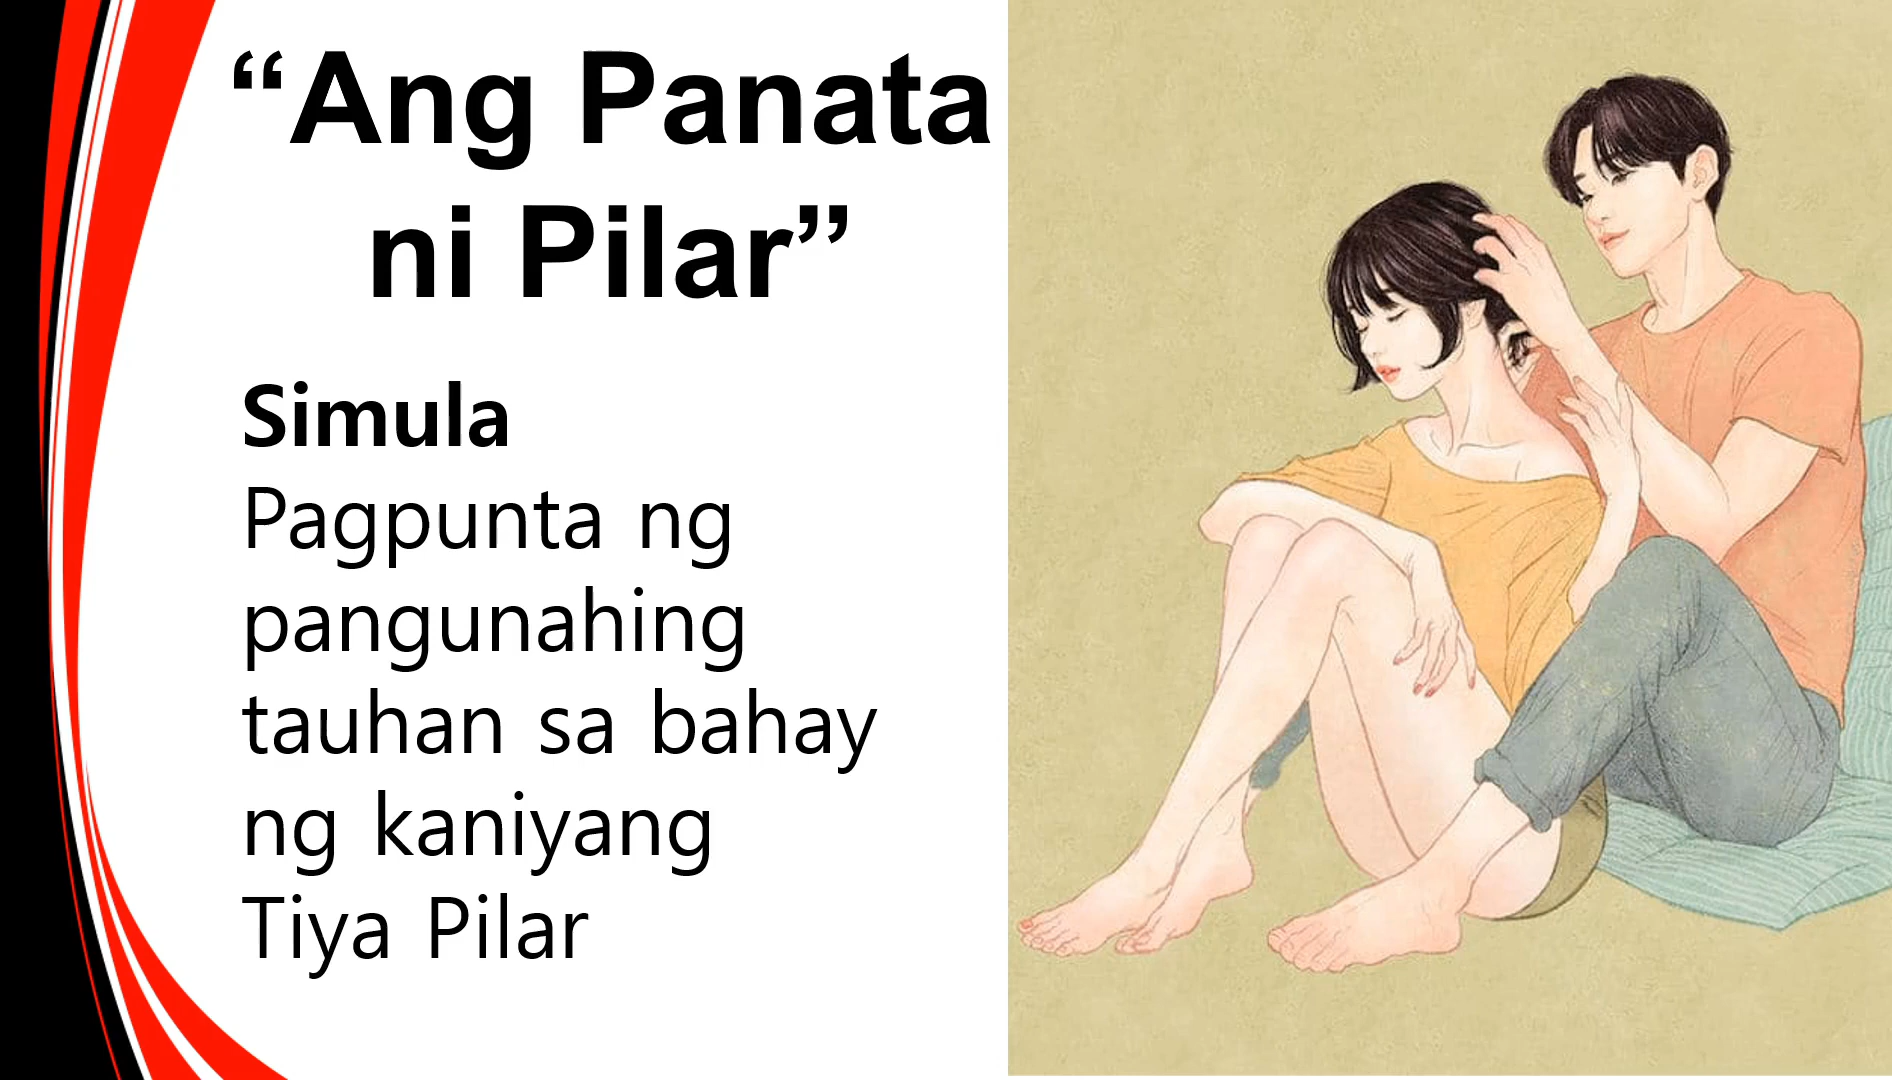 “Ang Panata
ni Pilar”
Simula
Pagpunta ng
pangunahing
tauhan sa bahay
ng kaniyang
Tiya Pilar